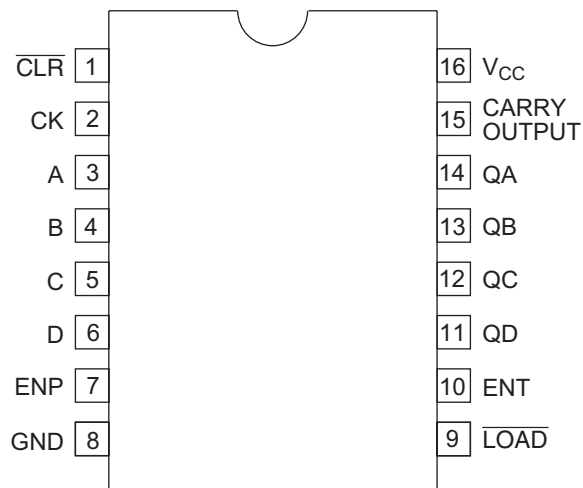 CLR 1
CK 2
A 3
B 4
C 5
D 6
ENP 7
GND 8
16 VCC
15 CARRY
OUTPUT
14 QA
13 QB
12 QC
11 QD
10 ENT
9 LOAD